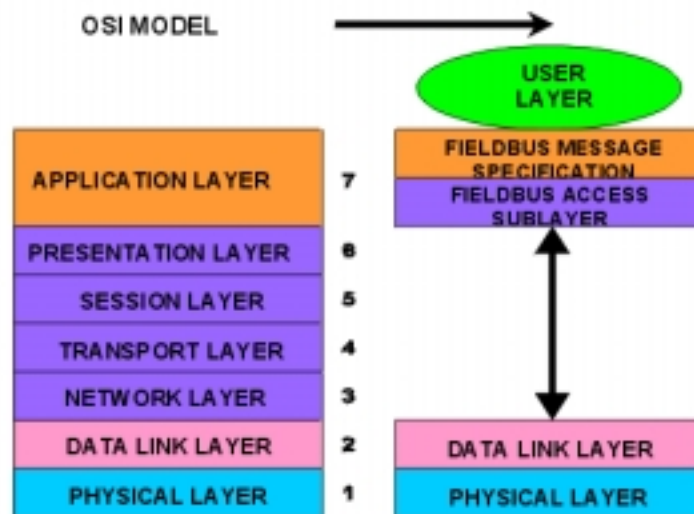 OSI MODEL
USER
LAYER
APPLICATION LAYER
7
FIELDBUS MESSAGE
SPECIFICATION
FIELDBUS ACCESS
SUBLAYER
PRESENTATION LAYER
6
SESSION LAYER
5
TRANSPORT LAYER
4
NETWORK LAYER
3
DATA LINK LAYER
2
DATA LINK LAYER
PHYSICAL LAYER
1
PHYSICAL LAYER